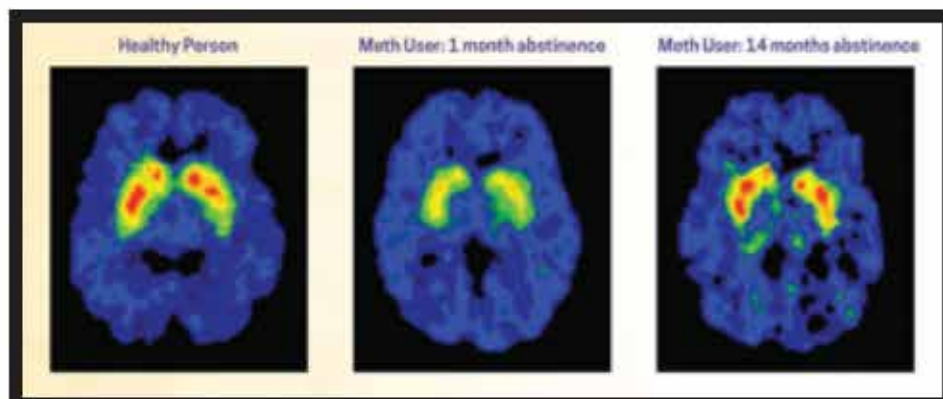 Healthy Person
Meth User: 1 month abstinence
Meth User: 14 months abstinence